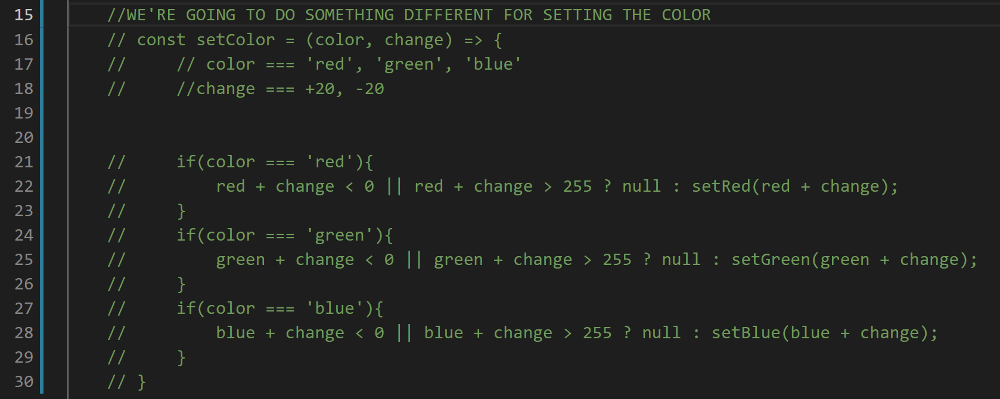 15 //WE'RE GOING TO DO SOMETHING DIFFERENT FOR SETTING THE COLOR
16 // const setColor = (color, change) => {
17 //     // color === 'red', 'green', 'blue'
18 //     //change === +20, -20
19
20
21 //     if(color === 'red'){
22 //         red + change < 0 || red + change > 255 ? null : setRed(red + change);
23 //     }
24 //     if(color === 'green'){
25 //         green + change < 0 || green + change > 255 ? null : setGreen(green + change);
26 //     }
27 //     if(color === 'blue'){
28 //         blue + change < 0 || blue + change > 255 ? null : setBlue(blue + change);
29 //     }
30 // }